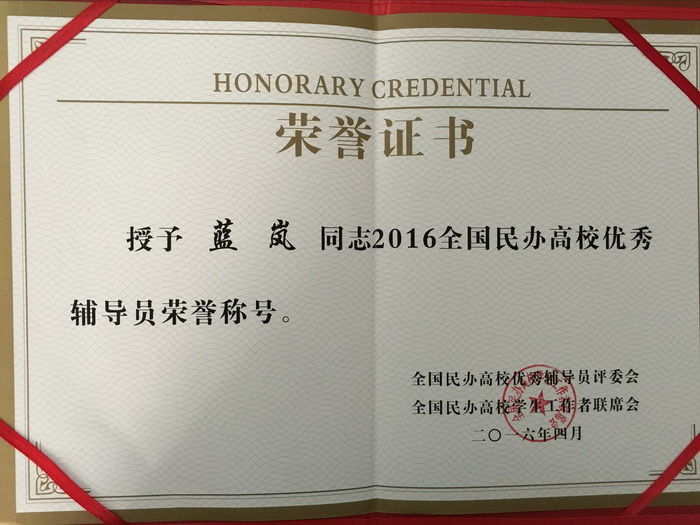 HONORARY CREDENTIAL
荣誉证书
授予 蓝 岚 同志2016全国民办高校优秀
辅导员荣誉称号。
全国民办高校优秀辅导员评委会
全国民办高校学生工作者联席会
二〇一六年四月